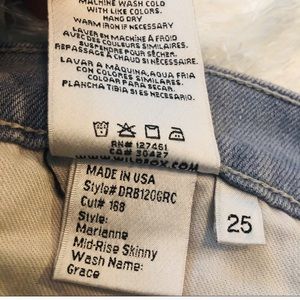 MACHINE WASH COLD
WITH LIKE COLORS.
HANG DRY
WARM IRON IF NECESSARY
LAVER EN MACHINE À FROID
AVEC DES COULEURS SIMILAIRES.
SUSPENDRE POUR SÉCHER.
REPASSAGE À CHAUD SI NÉCESSAIRE.
LAVAR A MÁQUINA, AGUA FRIA
CON COLORES SIMILARES.
COLGAR PARA SECAR.
PLANCHA TIBIA SI ES NECESARIO.
RN# 127461
CA# 30427
MADE IN USA
Style# DRB1206RC
Cut# 168
Style:
Marianne
Mid-Rise Skinny
Wash Name:
Grace
25